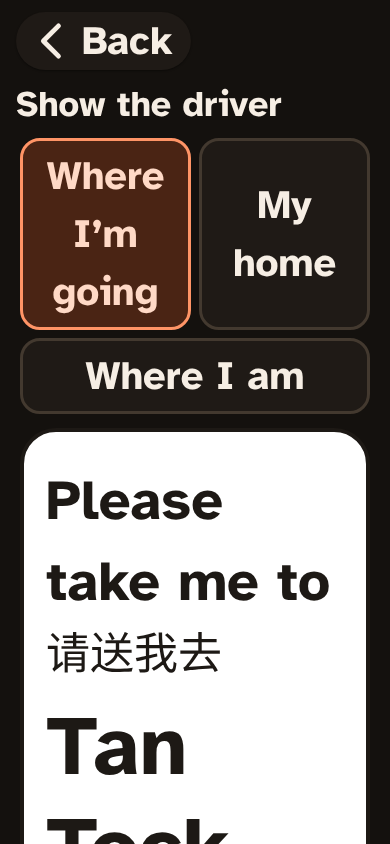 Back
Show the driver
Where
I’m
going
My
home
Where I am
Please
take me to
请送我去
Tan
Tock